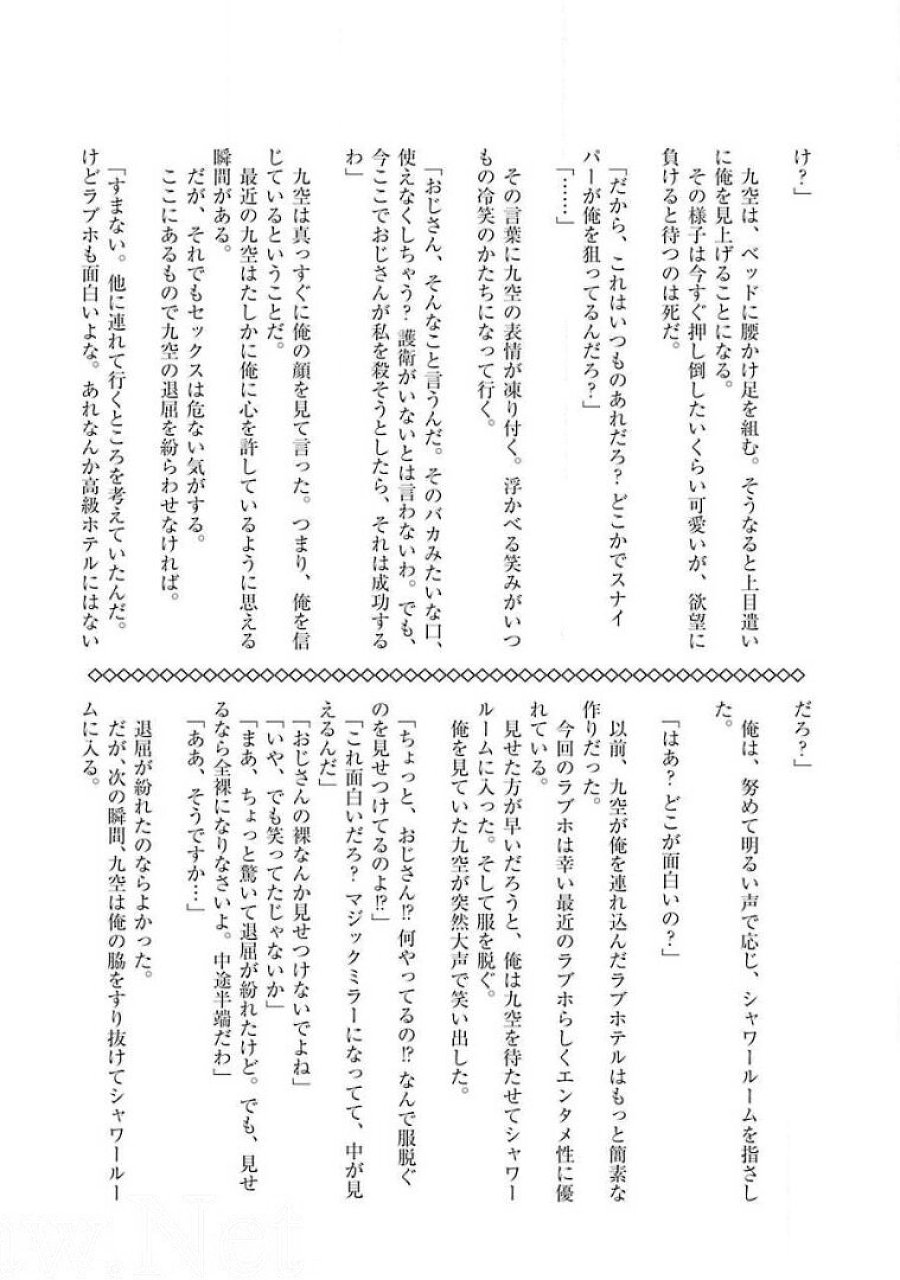 け？」
九空は、ベッドに腰かけ足を組む。そうなると上目遣い
に俺を見上げることになる。
その様子は今すぐ押し倒したいくらい可愛いが、欲望に
負けると待つのは死だ。
「だから、これはいつものあれだろ？ どこかでスナイ
パーが俺を狙ってるんだろ？」
「……」
その言葉に九空の表情が凍り付く。浮かべる笑みがいつ
もの冷笑のかたちになって行く。
「おじさん、そんなこと言うんだ。そのバカみたいな口、
使えなくしちゃう？ 護衛がいないとは言わないわ。でも、
今ここでおじさんが私を殺そうとしたら、それは成功する
わ」
九空は真っすぐに俺の顔を見て言った。つまり、俺を信
じているということだ。
最近の九空はたしかに俺に心を許しているように思える
瞬間がある。
だが、それでもセックスは危ない気がする。
ここにあるもので九空の退屈を紛らわせなければ。
「すまない。他に連れて行くところを考えていたんだ。
けどラブホも面白いよな。あれなんか高級ホテルにはない
だろ？」
俺は、努めて明るい声で応じ、シャワールームを指さし
た。
「はあ？ どこが面白いの？」
以前、九空が俺を連れ込んだラブホテルはもっと簡素な
作りだった。
今回のラブホは幸い最近のラブホらしくエンタメ性に優
れている。
見せた方が早いだろうと、俺は九空を待たせてシャワー
ルームに入った。そして服を脱ぐ。
俺を見ていた九空が突然大声で笑い出した。
「ちょっと、おじさん!? 何やってるの!? なんで服脱ぐ
のを見せつけてるのよ!?」
「これ面白いだろ？ マジックミラーになってて、中が見
えるんだ」
「おじさんの裸なんか見せつけないでよね」
「いや、でも笑ってたじゃないか」
「まあ、ちょっと驚いて退屈が紛れたけど。でも、見せ
るなら全裸になりなさいよ。中途半端だわ」
「ああ、そうですか…」
退屈が紛れたのならよかった。
だが、次の瞬間、九空は俺の脇をすり抜けてシャワールー
ムに入る。